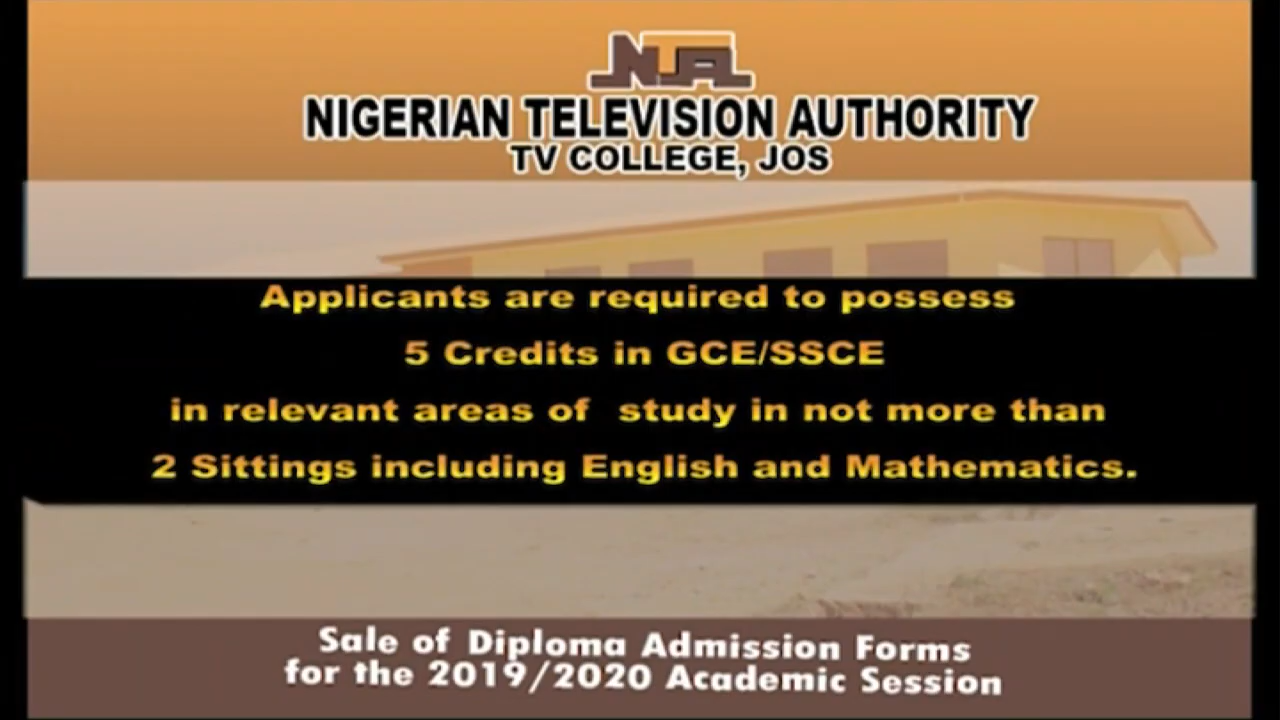 NTA
NIGERIAN TELEVISION AUTHORITY
TV COLLEGE, JOS
Applicants are required to possess
5 Credits in GCE/SSCE
in relevant areas of study in not more than
2 Sittings including English and Mathematics.
Sale of Diploma Admission Forms
for the 2019/2020 Academic Session